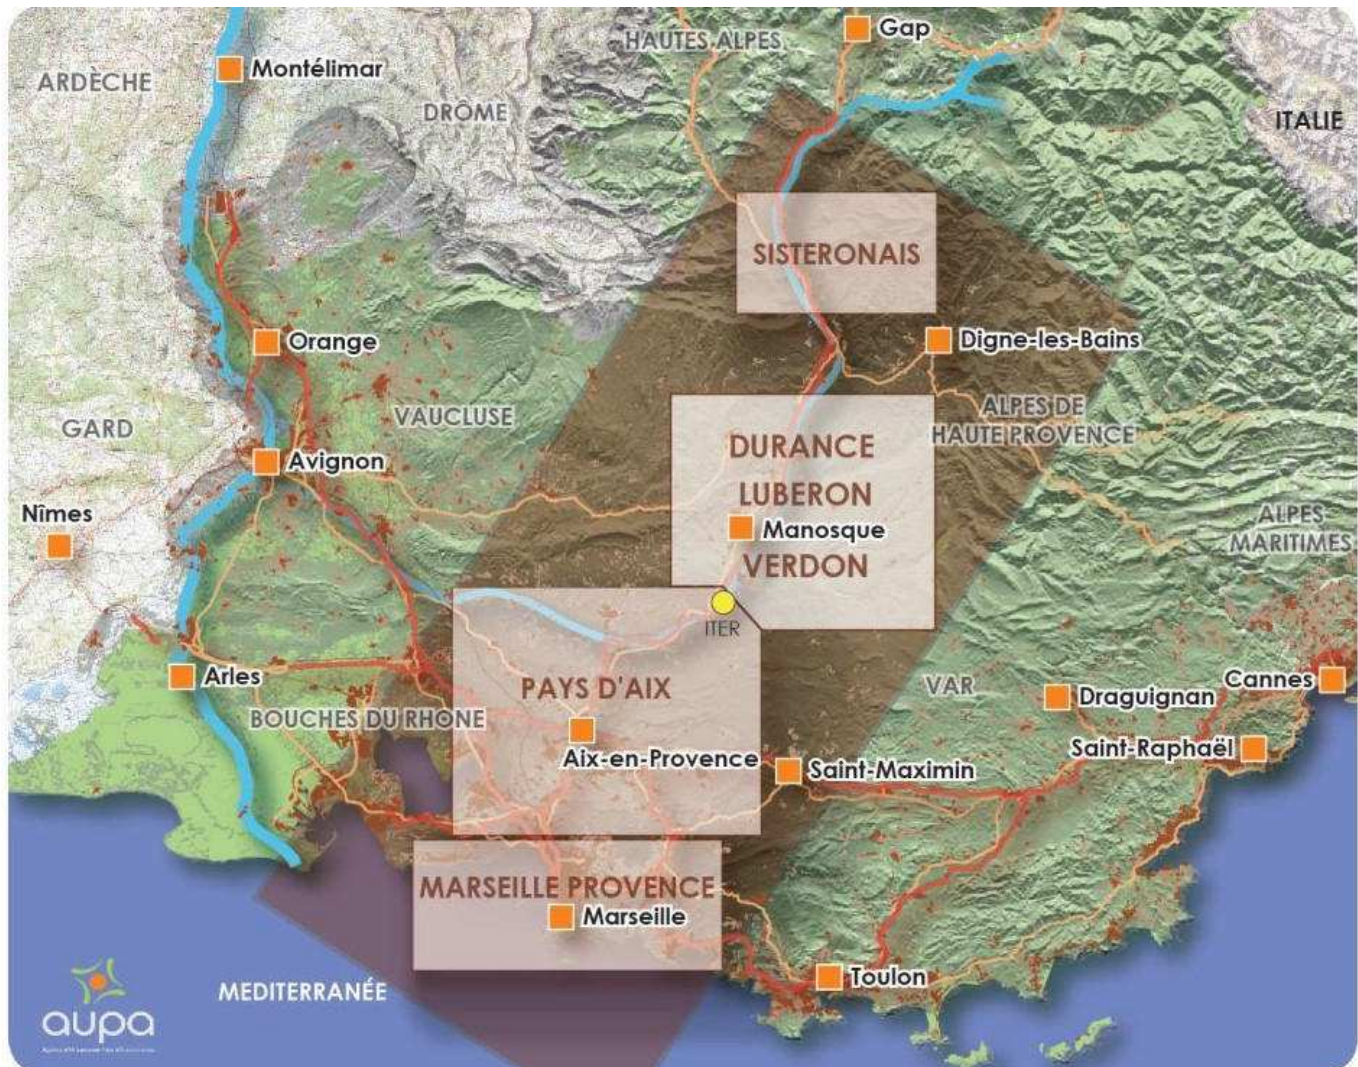 Gap
HAUTES ALPES
Montélimar
ARDÈCHE
DRÔME
ITALIE
SISTERONAIS
Orange
Digne-les-Bains
VAUCLUSE
ALPES DE
HAUTE PROVENCE
GARD
DURANCE
LUBERON
VERDON
Avignon
Manosque
Nîmes
ALPES
MARITIMES
ITER
Arles
PAYS D'AIX
VAR
Cannes
Draguignan
BOUCHES DU RHONE
Saint-Raphaël
Aix-en-Provence
Saint-Maximin
MARSEILLE PROVENCE
Marseille
Toulon
MEDITERRANÉE
aupa